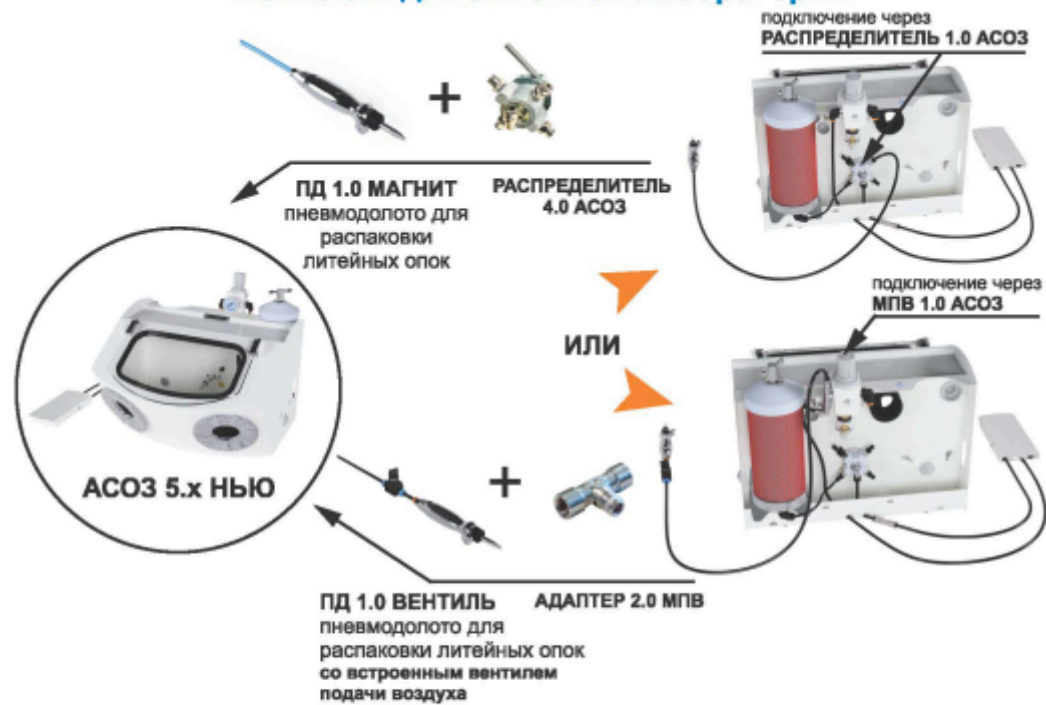 подключение через
РАСПРЕДЕЛИТЕЛЬ 1.0 АСОЗ
+
ПД 1.0 МАГНИТ
пневмодолото для
распаковки
литейных опок
РАСПРЕДЕЛИТЕЛЬ
4.0 АСОЗ
подключение через
МПВ 1.0 АСОЗ
ИЛИ
АСОЗ 5.x НЬЮ
+
ПД 1.0 ВЕНТИЛЬ
пневмодолото для
распаковки литейных опок
со встроенным вентилем
подачи воздуха
АДАПТЕР 2.0 МПВ